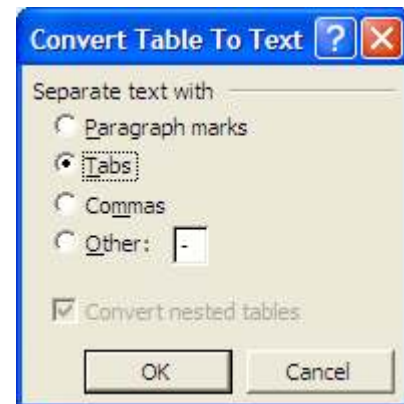 Convert Table To Text ?
Separate text with
Paragraph marks
Tabs
Commas
Other: -
Convert nested tables
OK Cancel